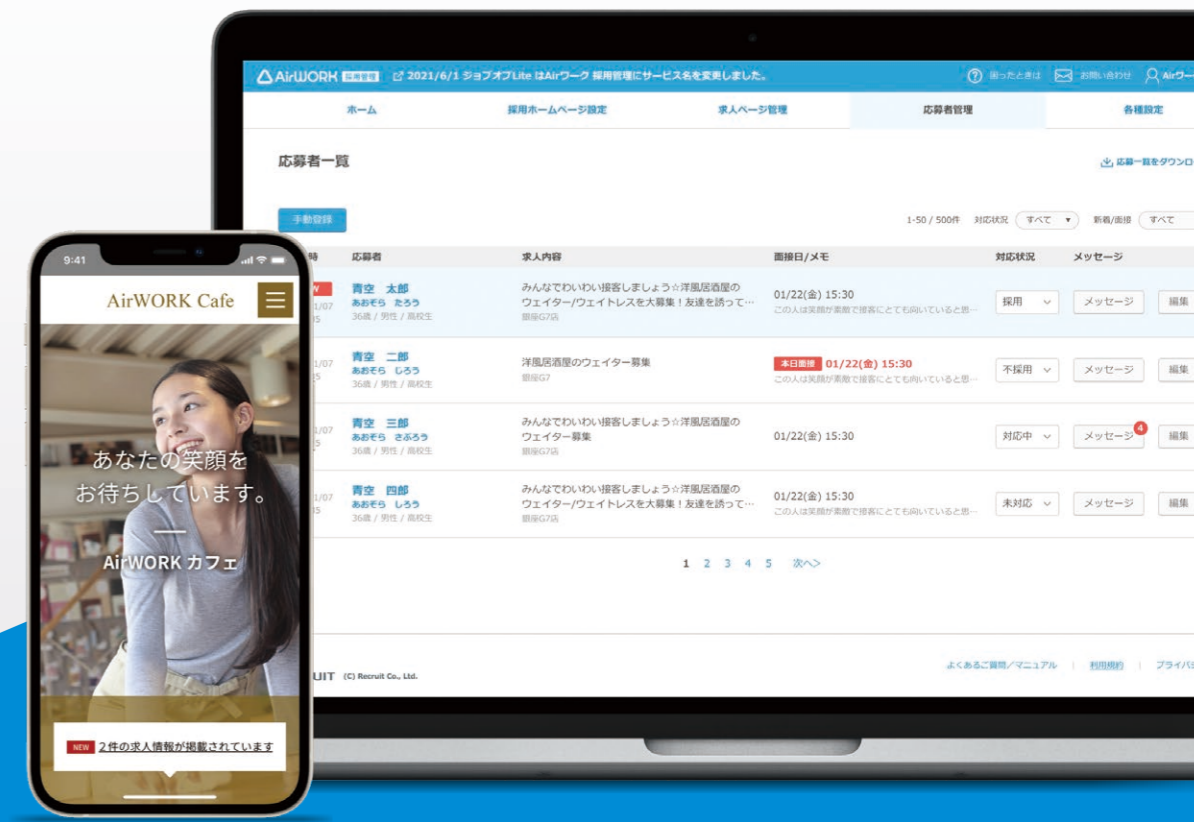 AirWORK 採用管理
2021/6/1 ジョブオプLite はAirワーク 採用管理にサービス名を変更しました。
困ったときは
お問い合わせ
Airワー
ホーム
採用ホームページ設定
求人ページ管理
応募者管理
各種設定
応募者一覧
応募一覧をダウンロ
手動登録
1-50 / 500件
対応状況
すべて
新着/面接
すべて
時
応募者
求人内容
面接日/メモ
対応状況
メッセージ
W
1/07
青空 太郎
あおぞら たろう
36歳 / 男性 / 高校生
みんなでわいわい接客しましょう☆洋風居酒屋の
ウェイター/ウェイトレスを大募集！友達を誘って…
銀座G7店
01/22(金) 15:30
この人は笑顔が素敵で接客にとても向いていると思…
採用
メッセージ
編集
1/07
青空 二郎
あおぞら じろう
36歳 / 男性 / 高校生
洋風居酒屋のウェイター募集
銀座G7
本日面接 01/22(金) 15:30
この人は笑顔が素敵で接客にとても向いていると思…
不採用
メッセージ
編集
1/07
青空 三郎
あおぞら さぶろう
36歳 / 男性 / 高校生
みんなでわいわい接客しましょう☆洋風居酒屋の
ウェイター募集
銀座G7店
01/22(金) 15:30
対応中
メッセージ
4
編集
1/07
青空 四郎
あおぞら しろう
36歳 / 男性 / 高校生
みんなでわいわい接客しましょう☆洋風居酒屋の
ウェイター/ウェイトレスを大募集！友達を誘って…
銀座G7店
01/22(金) 15:30
この人は笑顔が素敵で接客にとても向いていると思…
未対応
メッセージ
編集
1 2 3 4 5 次へ>
よくあるご質問／マニュアル
利用規約
プライバシ
UIT (C) Recruit Co., Ltd.
9:41
AirWORK Cafe
あなたの笑顔を
お待ちしています。
AirWORK カフェ
NEW 2件の求人情報が掲載されています